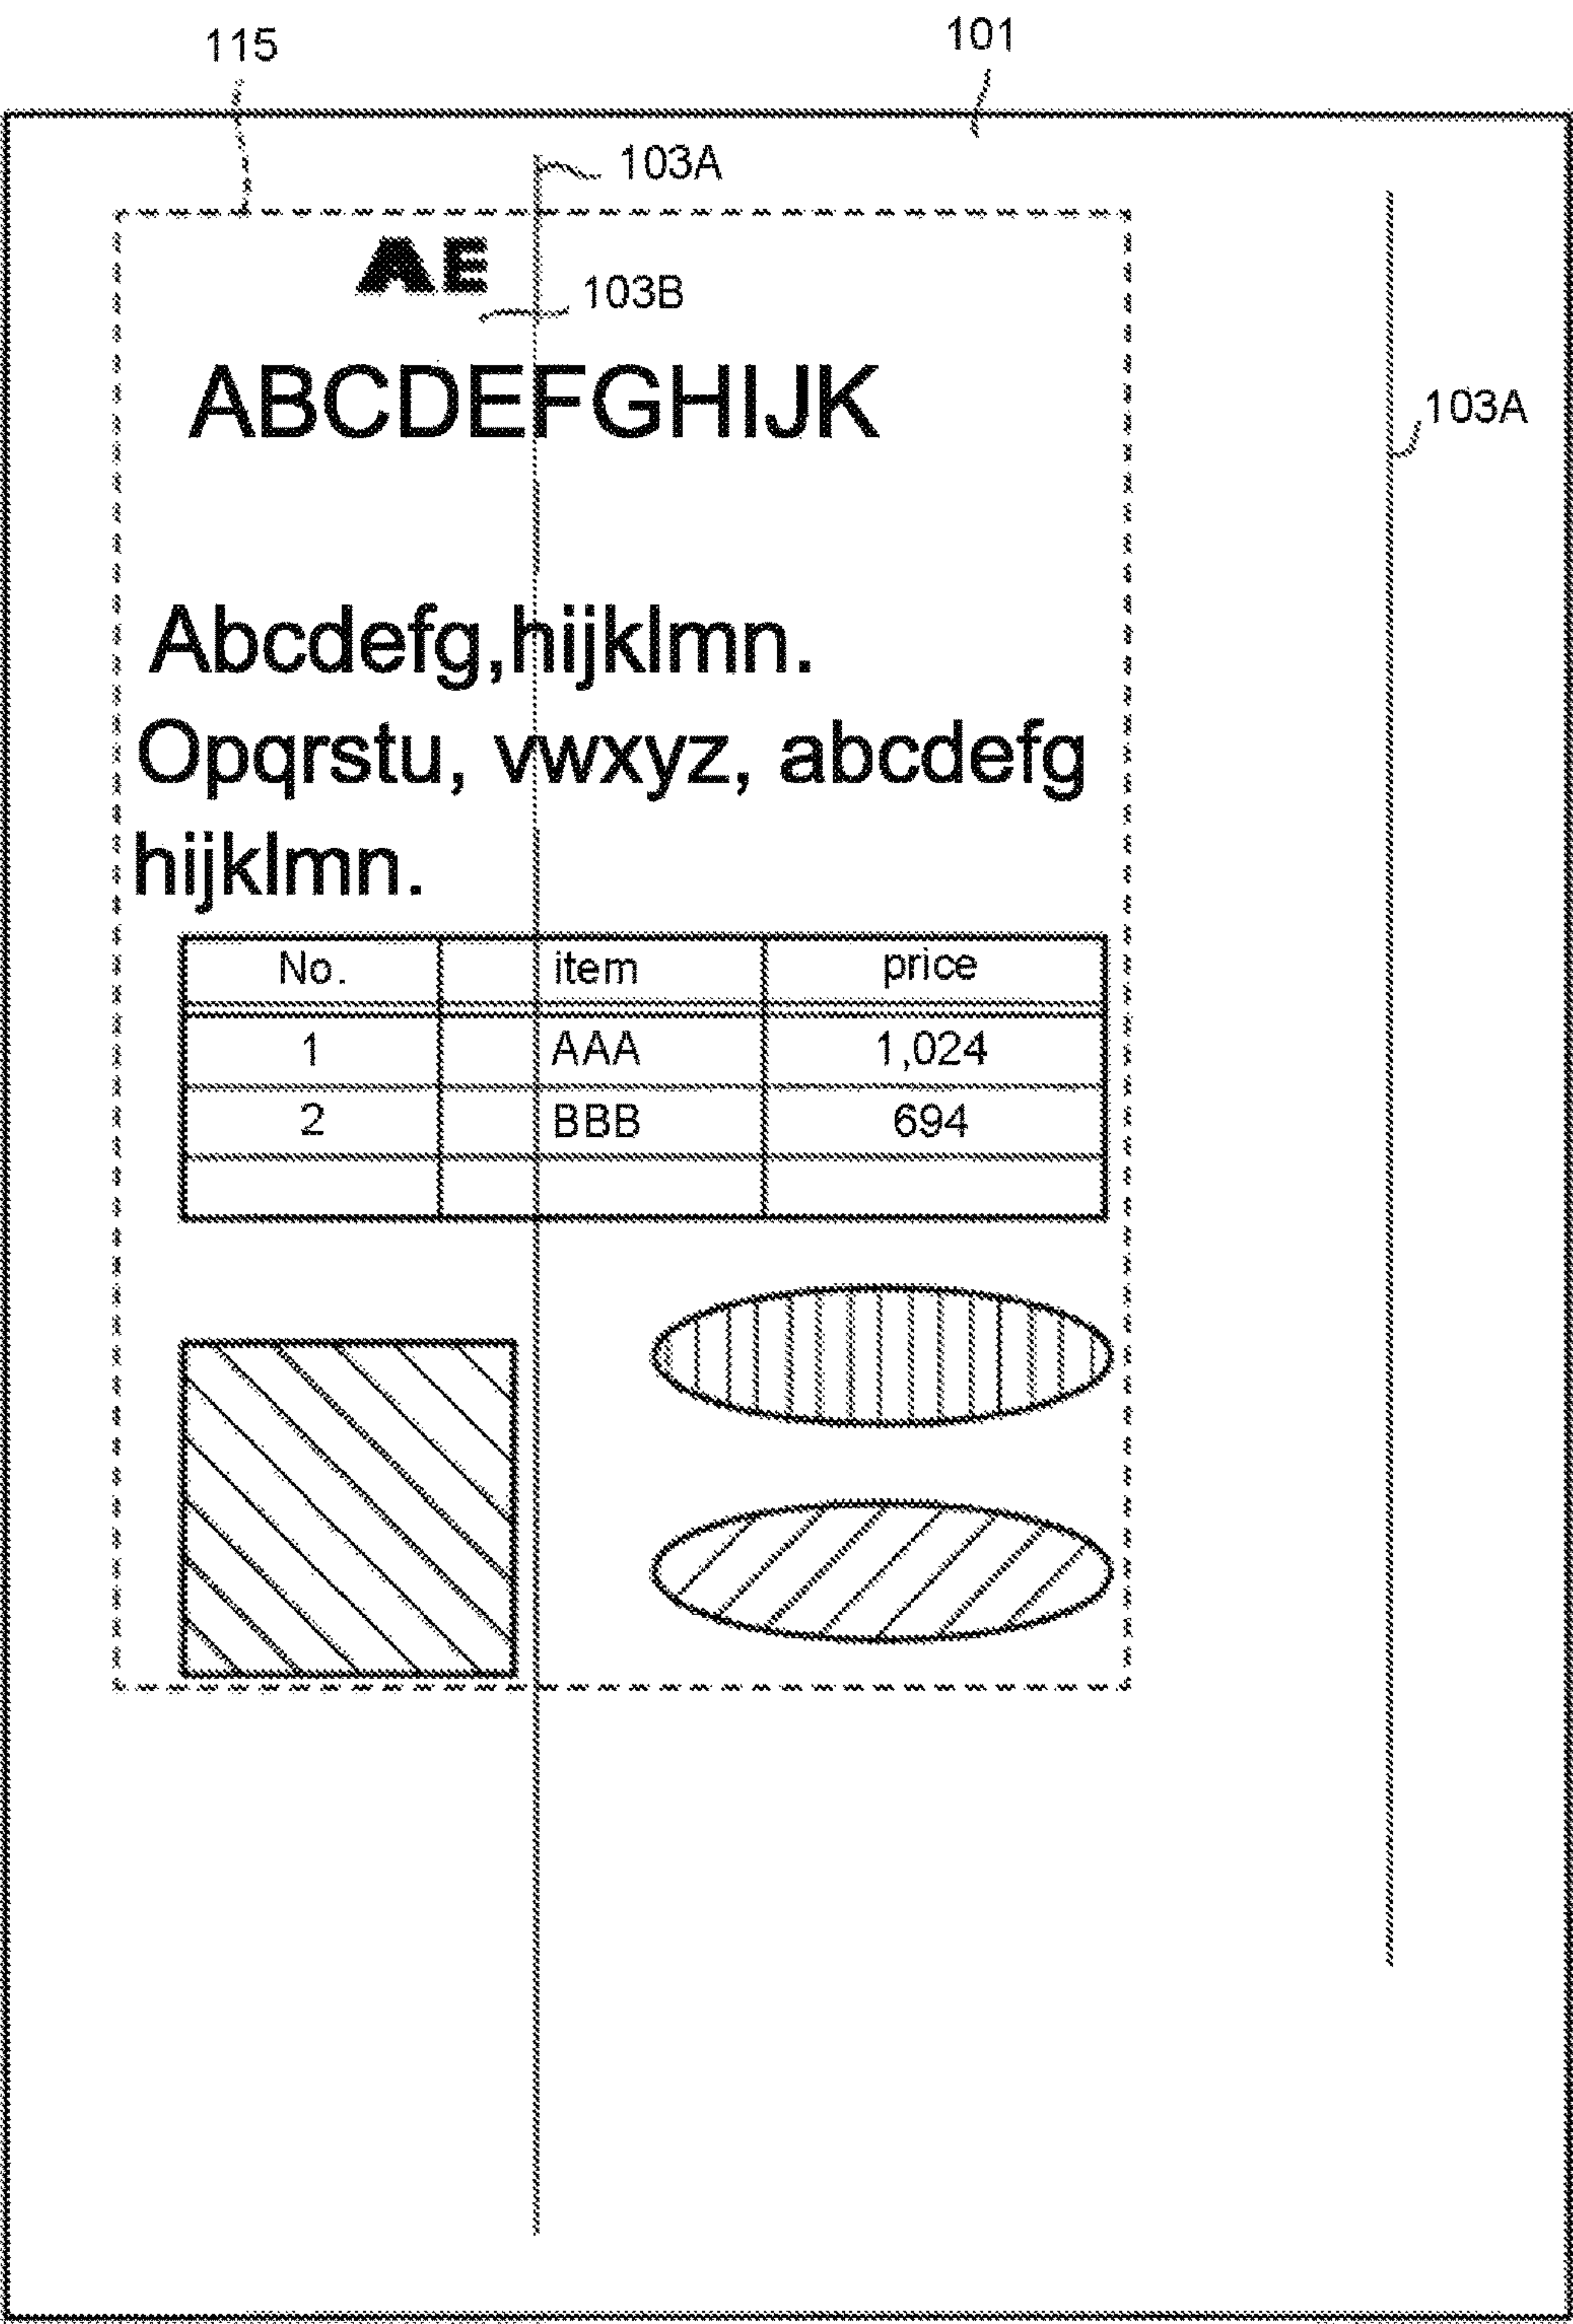 115
101
103A
AE
103B
ABCDEFGHIJK
103A
Abcdefg,hijklmn.
Opqrstu, vwxyz, abcdefg
hijklmn.
No. item price
1 AAA 1,024
2 BBB 694